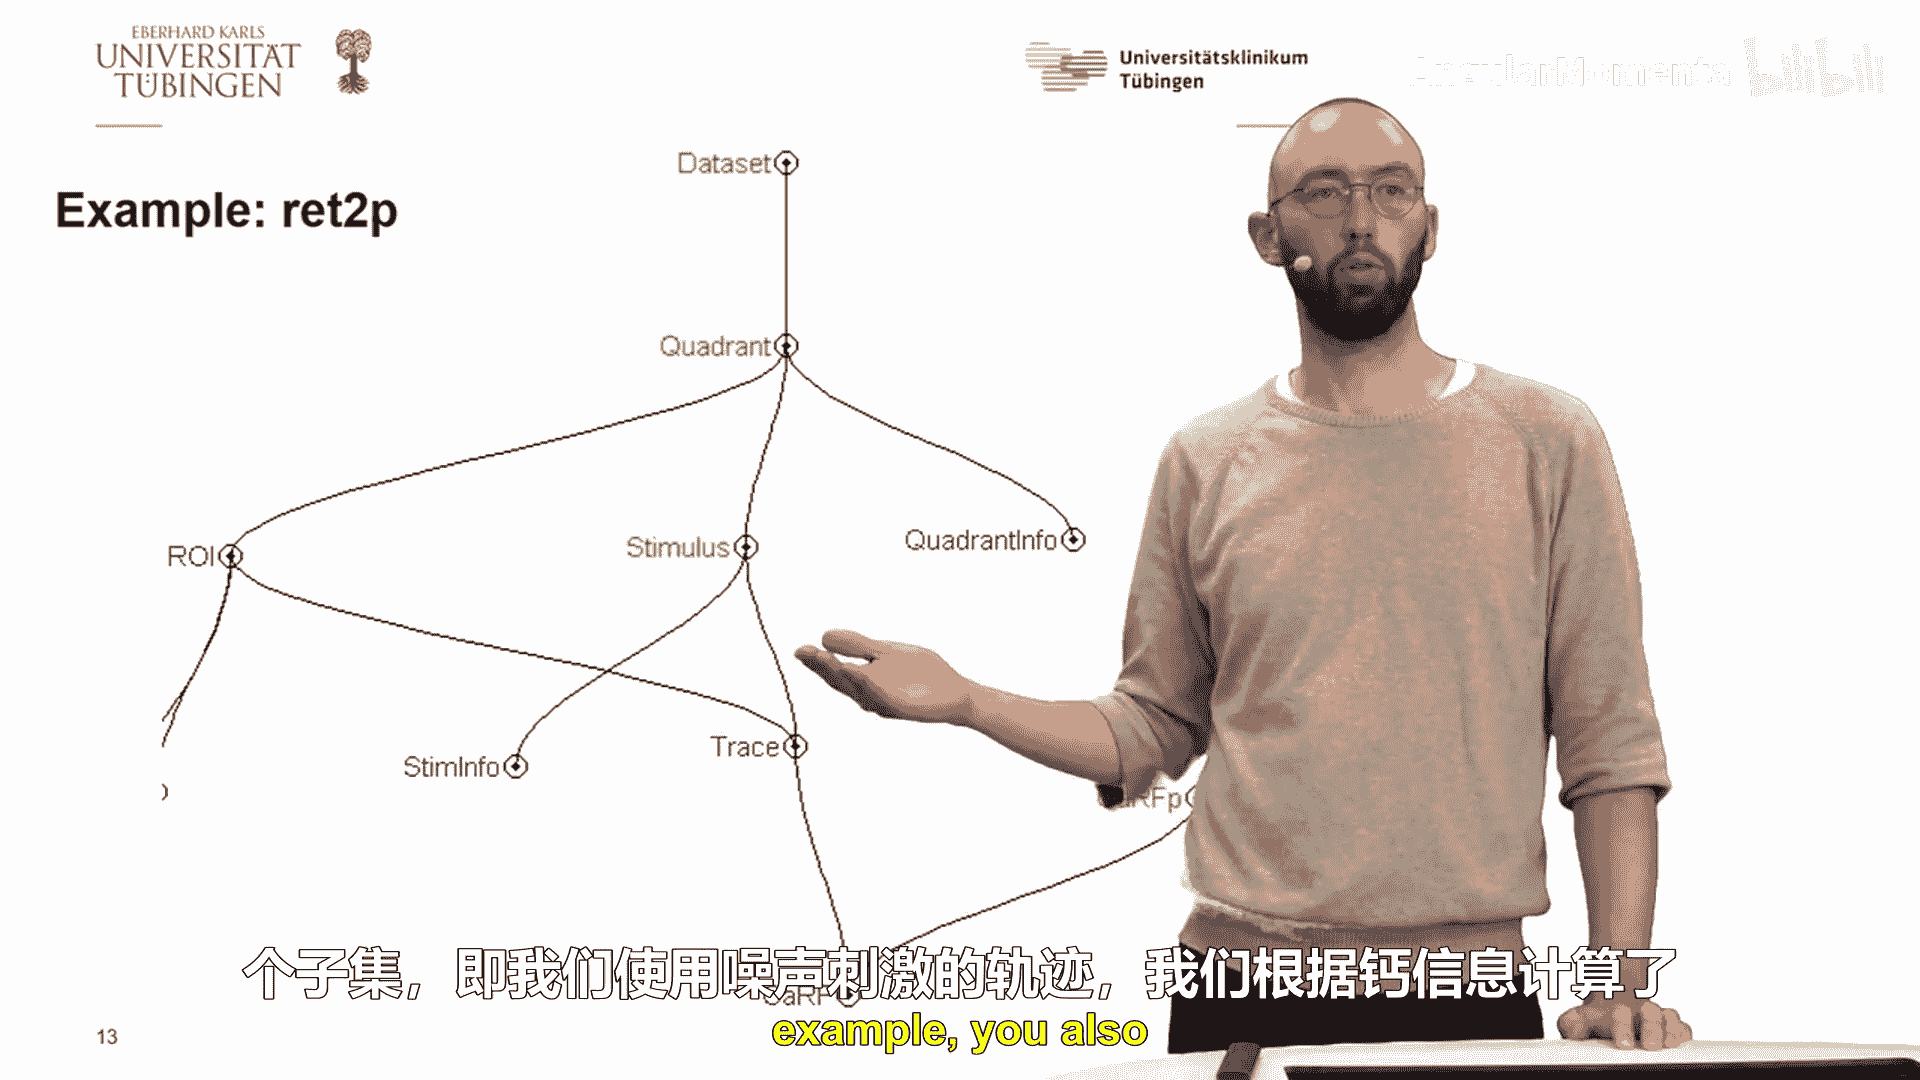 EBERHARD KARLS
UNIVERSITÄT
TÜBINGEN
Universitätsklinikum
Tübingen
bilibili
Example: ret2p
Dataset
Quadrant
ROI
Stimulus
QuadrantInfo
StimInfo
Trace
个子集，即我们使用噪声刺激的轨迹，我们根据钙信息计算了
example, you also
13